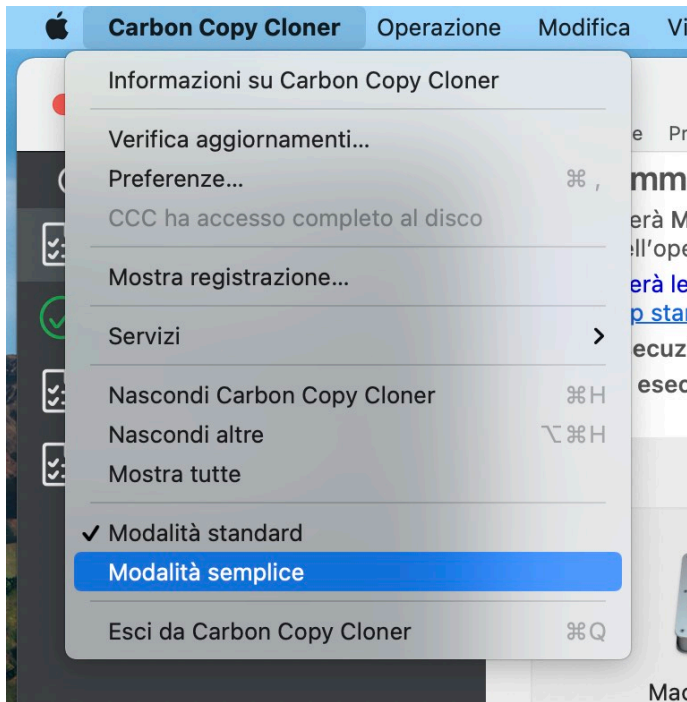 Carbon Copy Cloner Operazione Modifica
Informazioni su Carbon Copy Cloner
Verifica aggiornamenti...
Preferenze... ⌘ ,
CCC ha accesso completo al disco
Mostra registrazione...
Servizi
Nascondi Carbon Copy Cloner ⌘H
Nascondi altre ⌥⌘H
Mostra tutte
✓ Modalità standard
Modalità semplice
Esci da Carbon Copy Cloner ⌘Q